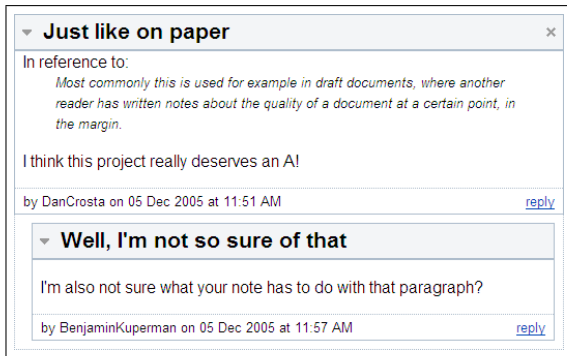 Just like on paper
In reference to:
Most commonly this is used for example in draft documents, where another
reader has written notes about the quality of a document at a certain point, in
the margin.
I think this project really deserves an A!
by DanCrosta on 05 Dec 2005 at 11:51 AM reply
Well, I'm not so sure of that
I'm also not sure what your note has to do with that paragraph?
by BenjaminKuperman on 05 Dec 2005 at 11:57 AM reply